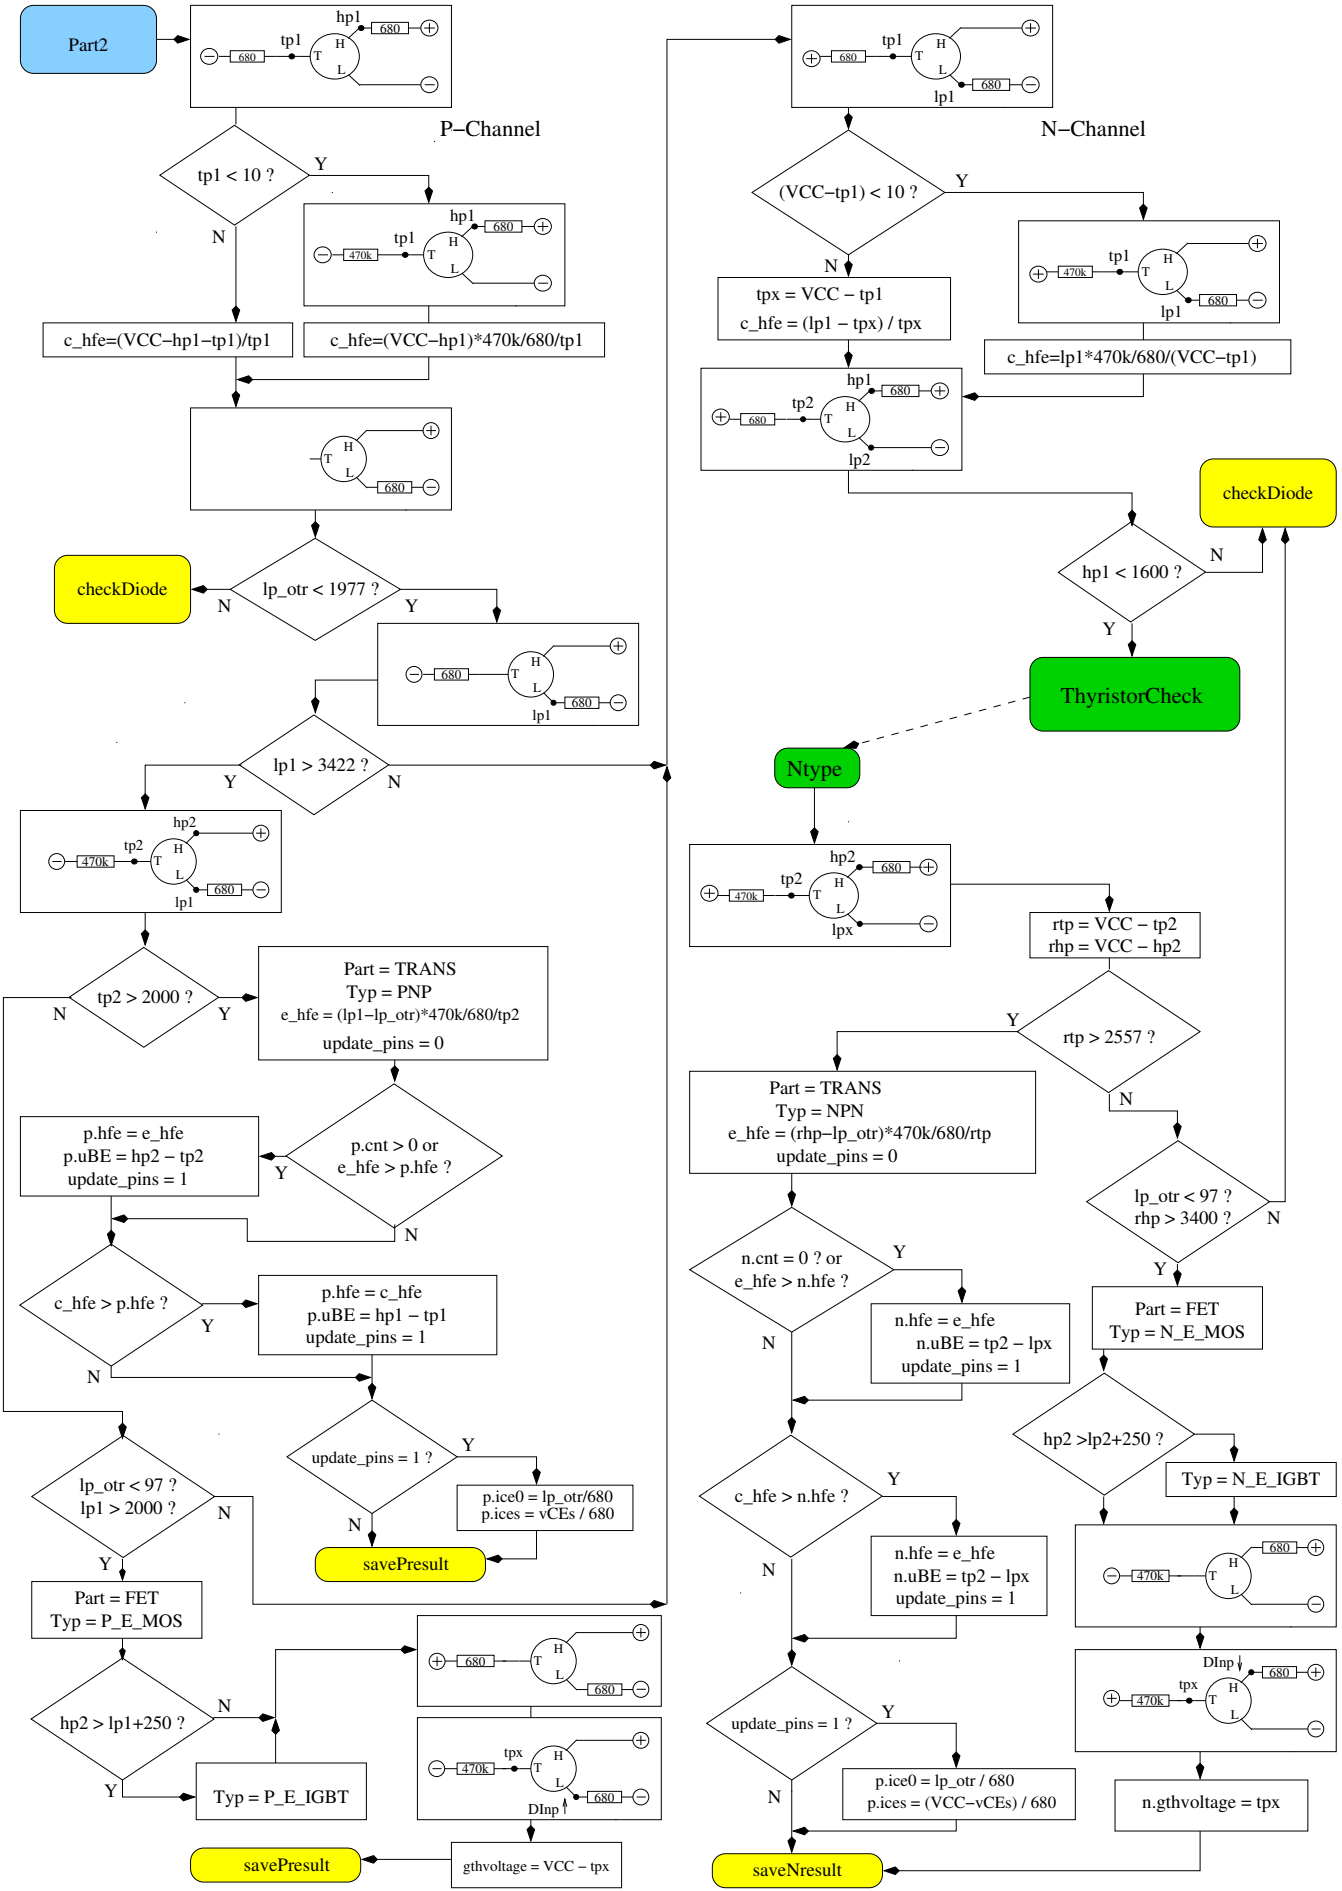 Part2
hp1
680
+
H
tp1
− 680
T
L
−
P−Channel
tp1 < 10 ?
Y
N
hp1
680
+
H
tp1
− 470k
T
L
−
c_hfe=(VCC−hp1−tp1)/tp1
c_hfe=(VCC−hp1)*470k/680/tp1
+
H
T
L
680
−
checkDiode
lp_otr < 1977 ?
N
Y
+
H
− 680
T
L
680
−
lp1
lp1 > 3422 ?
Y
N
hp2
+
H
tp2
− 470k
T
L
680
−
lp1
tp2 > 2000 ?
N
Y
Part = TRANS
Typ = PNP
e_hfe = (lp1−lp_otr)*470k/680/tp2
update_pins = 0
p.cnt > 0 or
e_hfe > p.hfe ?
Y
N
p.hfe = e_hfe
p.uBE = hp2 − tp2
update_pins = 1
c_hfe > p.hfe ?
Y
N
p.hfe = c_hfe
p.uBE = hp1 − tp1
update_pins = 1
update_pins = 1 ?
Y
N
p.ice0 = lp_otr/680
p.ices = vCEs / 680
savePresult
lp_otr < 97 ?
lp1 > 2000 ?
N
Y
Part = FET
Typ = P_E_MOS
hp2 > lp1+250 ?
N
Y
Typ = P_E_IGBT
+
H
+ 680
T
L
680
−
+
H
tpx
− 470k
T
L
680
−
DInp
gthvoltage = VCC − tpx
savePresult
+
H
tp1
+ 680
T
L
680
−
lp1
N−Channel
(VCC−tp1) < 10 ?
Y
N
+
H
tp1
+ 470k
T
L
680
−
lp1
tpx = VCC − tp1
c_hfe = (lp1 − tpx) / tpx
c_hfe=lp1*470k/680/(VCC−tp1)
hp1
680
+
H
tp2
+ 680
T
L
−
lp2
checkDiode
hp1 < 1600 ?
N
Y
ThyristorCheck
Ntype
hp2
680
+
H
tp2
+ 470k
T
L
−
lpx
rtp = VCC − tp2
rhp = VCC − hp2
rtp > 2557 ?
Y
N
Part = TRANS
Typ = NPN
e_hfe = (rhp−lp_otr)*470k/680/rtp
update_pins = 0
lp_otr < 97 ?
rhp > 3400 ?
N
Y
n.cnt = 0 ? or
e_hfe > n.hfe ?
Y
N
n.hfe = e_hfe
n.uBE = tp2 − lpx
update_pins = 1
Part = FET
Typ = N_E_MOS
hp2 >lp2+250 ?
Y
Typ = N_E_IGBT
c_hfe > n.hfe ?
Y
N
n.hfe = e_hfe
n.uBE = tp2 − lpx
update_pins = 1
680
+
H
− 470k
T
L
−
DInp
680
+
H
tpx
+ 470k
T
L
−
update_pins = 1 ?
Y
N
p.ice0 = lp_otr / 680
p.ices = (VCC−vCEs) / 680
n.gthvoltage = tpx
saveNresult